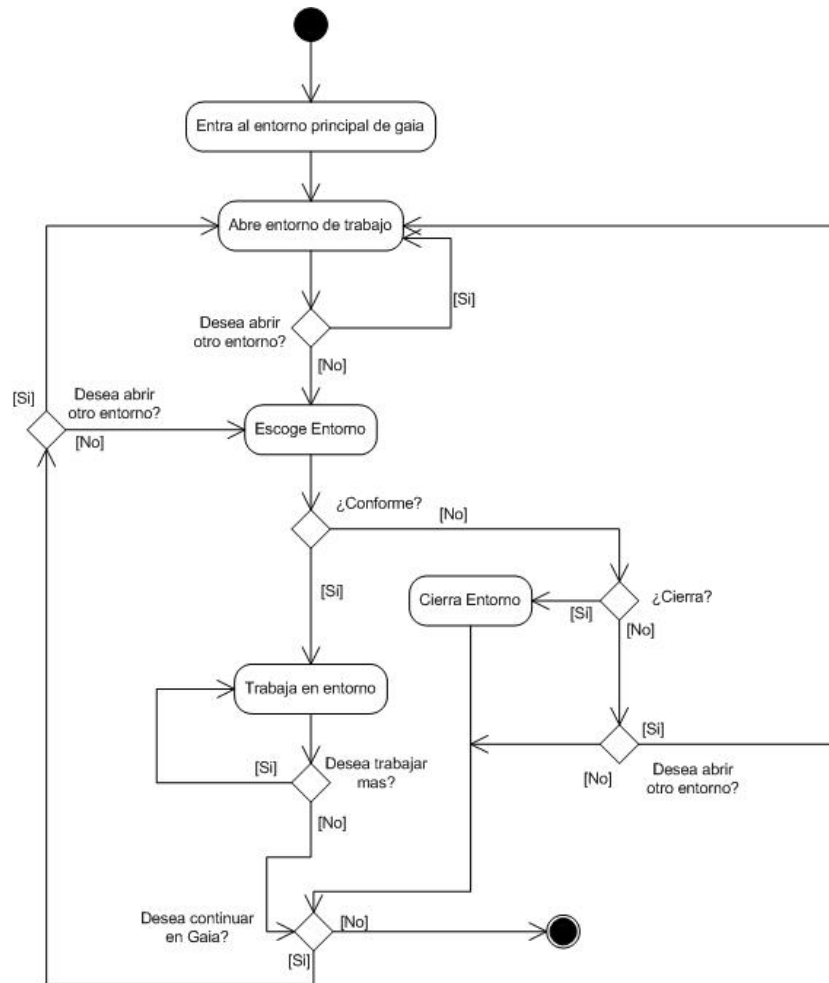 Entra al entorno principal de gaia
Abre entorno de trabajo
[Si]
Desea abrir
otro entorno?
[No]
[Si]
Desea abrir
otro entorno?
[No]
Escoge Entorno
¿Conforme?
[No]
[Si]
Cierra Entorno
[Si]
¿Cierra?
[No]
Trabaja en entorno
[Si]
Desea trabajar
mas?
[No]
[Si]
[No]
Desea abrir
otro entorno?
Desea continuar
en Gaia?
[No]
[Si]